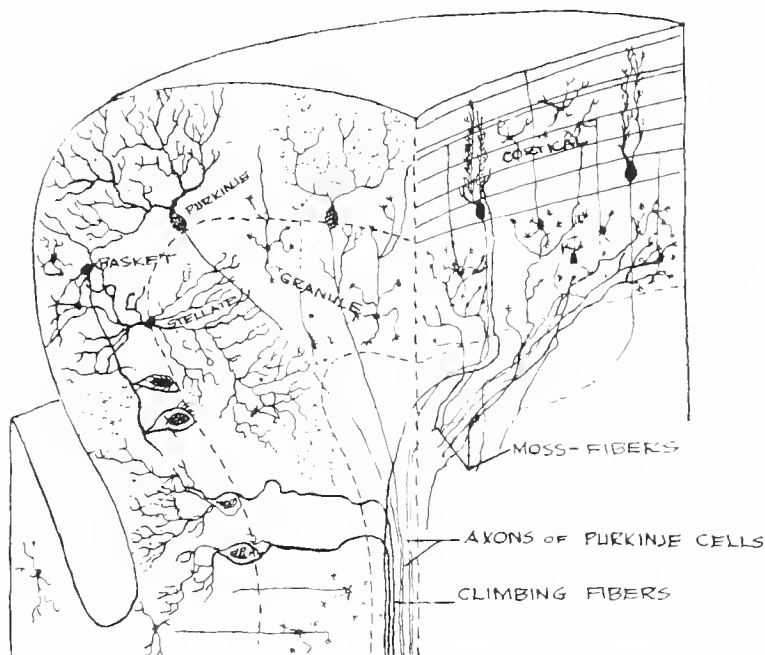 CORTICAL
PURKINJE
BASKET
GRANULE
STELLATE
MOSS-FIBERS
AXONS OF PURKINJE CELLS
CLIMBING FIBERS